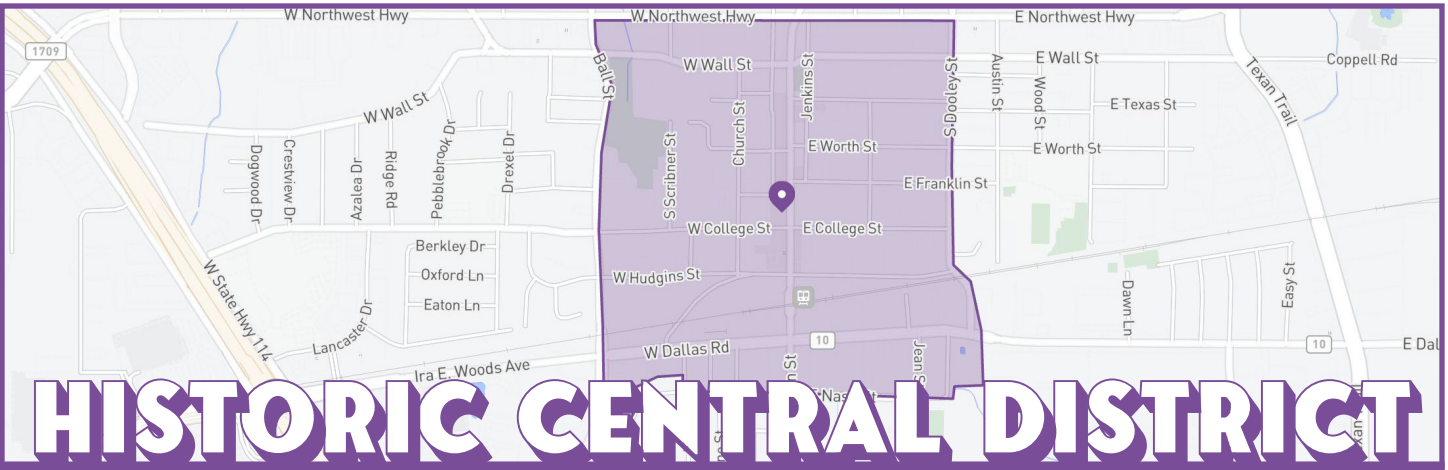 W Northwest Hwy
W Northwest Hwy
E Northwest Hwy
1709
Ball St
W Wall St
Jenkins St
S Dooley St
Austin St
E Wall St
Wood St
Texan Trail
Coppell Rd
W Wall St
E Texas St
Church St
Dogwood Dr
Crestview Dr
Azalea Dr
Ridge Rd
Pebblebrook Dr
Drexel Dr
S Scribner St
E Worth St
E Worth St
E Franklin St
W College St
E College St
Berkley Dr
Oxford Ln
Eaton Ln
W Hudgins St
W State Hwy 114
Lancaster Dr
Dawn Ln
Easy St
W Dallas Rd
10
10
E Dal
Ira E. Woods Ave
n St
Jean S
E Nas
HISTORIC CENTRAL DISTRICT